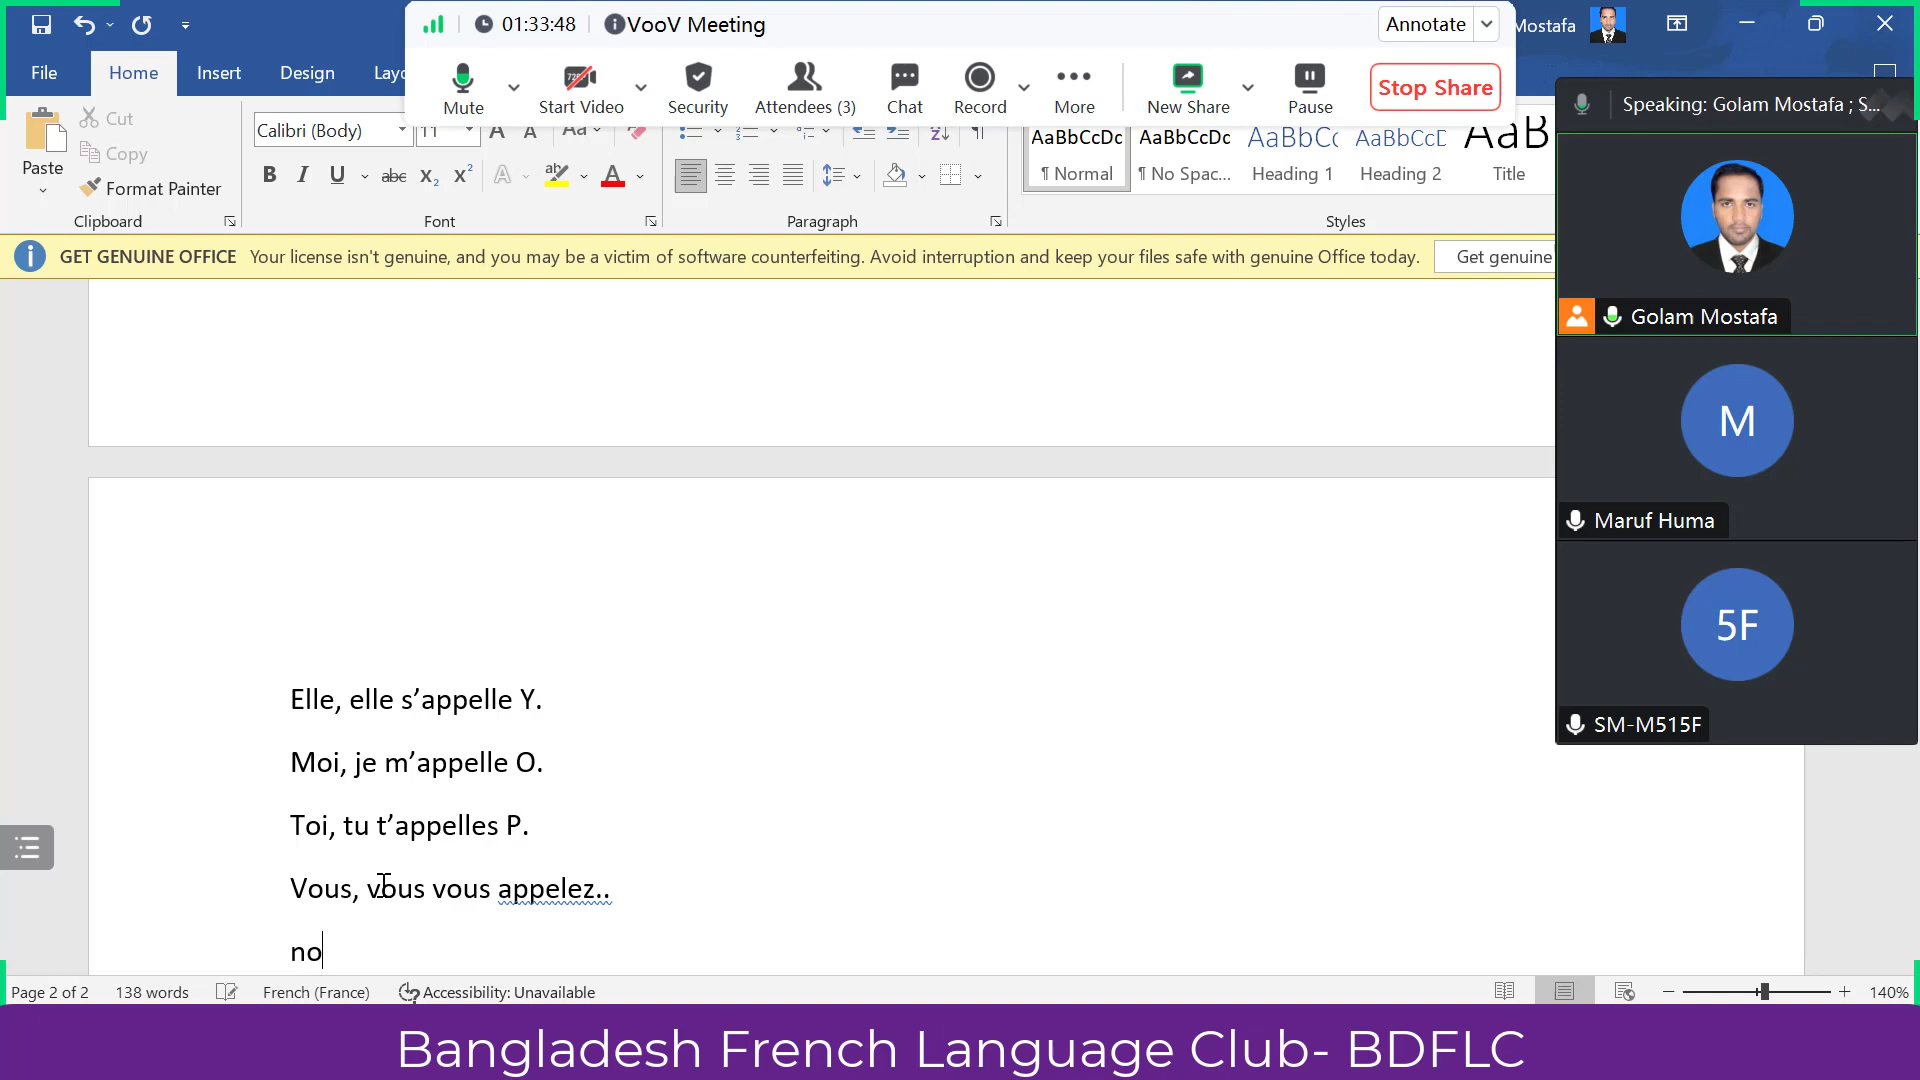 01:33:48 VooV Meeting Annotate Mostafa
File Home Insert Design Layo
Mute Start Video Security Attendees (3) Chat Record More New Share Pause Stop Share
Speaking: Golam Mostafa ; S...
Paste Cut Copy Format Painter
Calibri (Body) 11
AaBbCcDc AaBbCcDc AaBbCc AaBbCcD AaB
¶ Normal ¶ No Spac... Heading 1 Heading 2 Title
Clipboard Font Paragraph Styles
GET GENUINE OFFICE Your license isn't genuine, and you may be a victim of software counterfeiting. Avoid interruption and keep your files safe with genuine Office today. Get genuine
Golam Mostafa
M
Maruf Huma
5F
SM-M515F
Elle, elle s’appelle Y.
Moi, je m’appelle O.
Toi, tu t’appelles P.
Vous, vous vous appelez..
no
Page 2 of 2 138 words French (France) Accessibility: Unavailable 140%
Bangladesh French Language Club- BDFLC